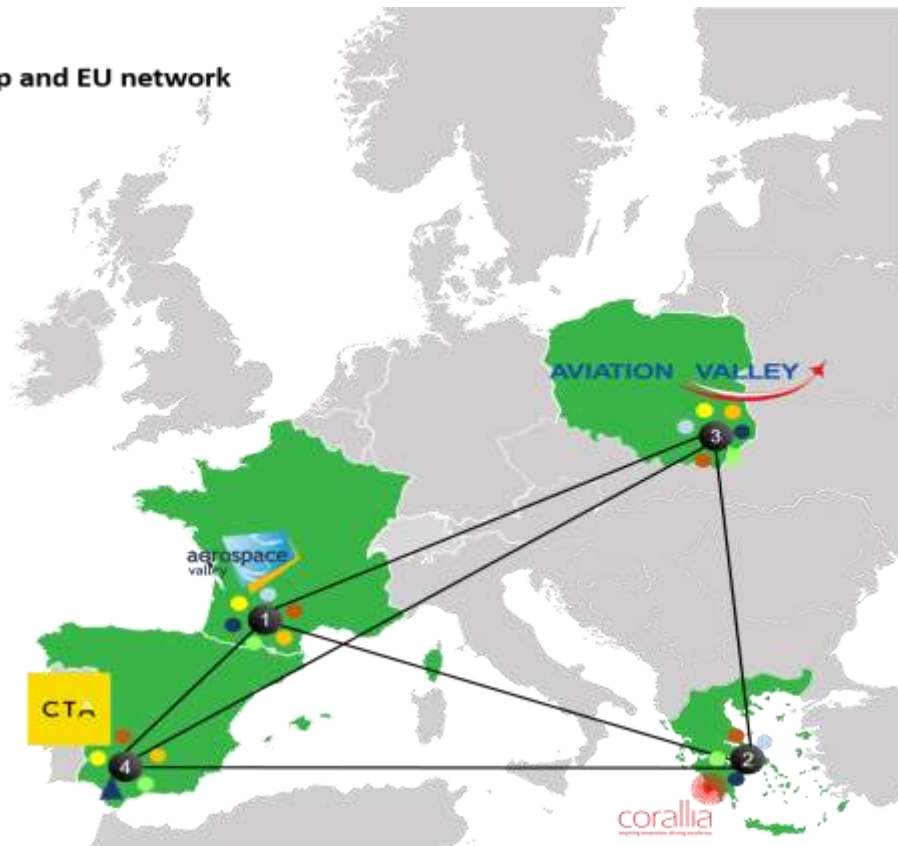 p and EU network
AVIATION VALLEY
3
aerospace
valley
1
CTA
4
2
corallia